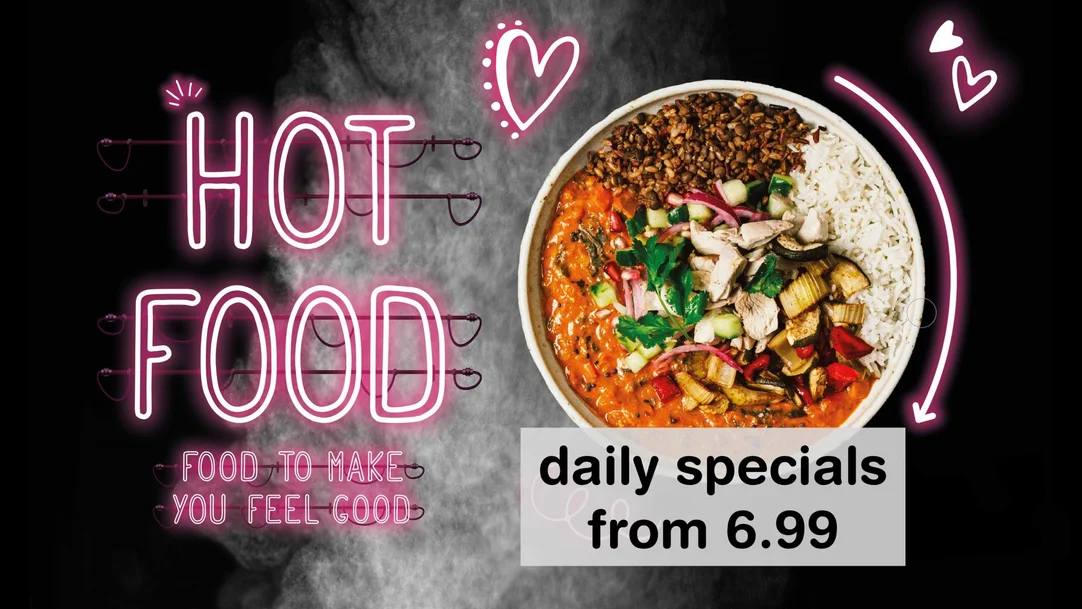 HOT
FOOD
FOOD TO MAKE
YOU FEEL GOOD
daily specials
from 6.99